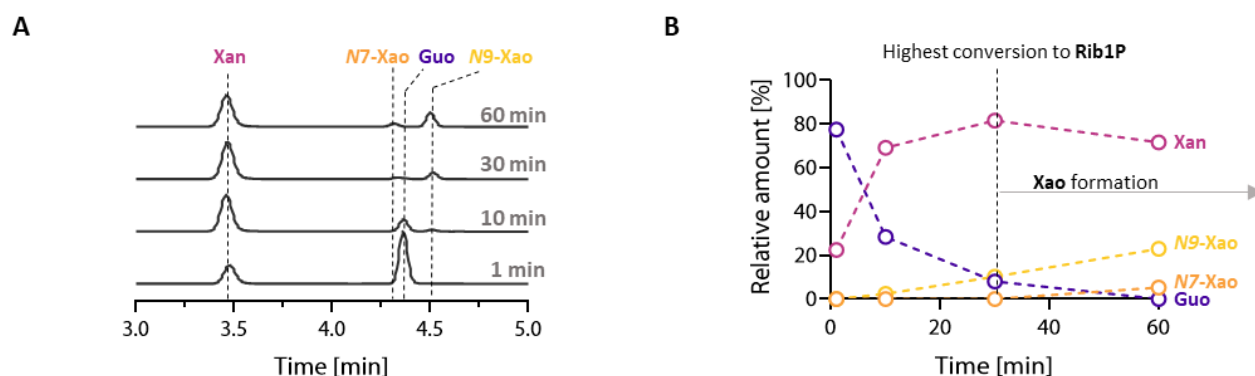 A
Xan N7-Xao Guo N9-Xao
60 min
30 min
10 min
1 min
3.0 3.5 4.0 4.5 5.0
Time [min]
B
Highest conversion to Rib1P
Relative amount [%]
100
80
60
40
20
0
Xan
Xao formation
N9-Xao
N7-Xao
Guo
0 20 40 60
Time [min]